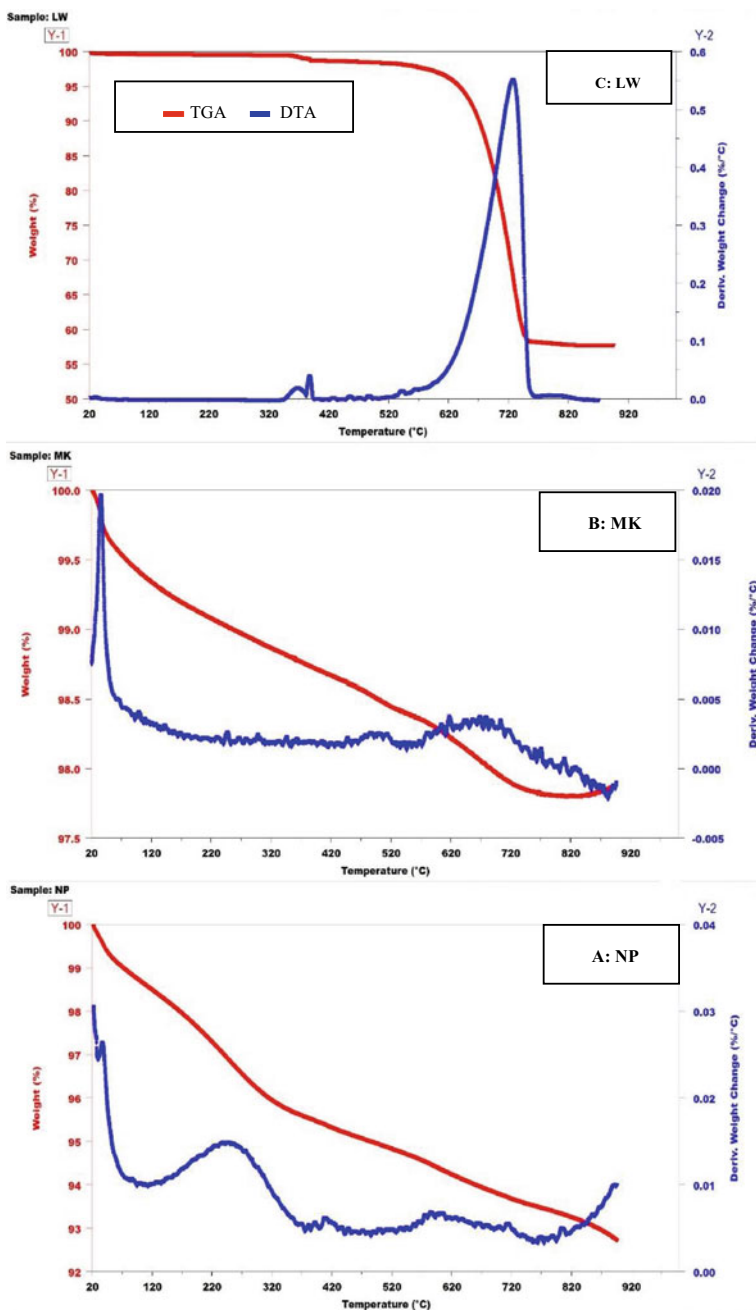 Sample: LW
Y-1
Y-2
C: LW
TGA DTA
100
95
90
85
80
75
70
65
60
55
50
Weight (%)
0.6
0.5
0.4
0.3
0.2
0.1
0.0
Deriv. Weight Change (%/°C)
20 120 220 320 420 520 620 720 820 920
Temperature (°C)
Sample: MK
Y-1
Y-2
B: MK
100.0
99.5
99.0
98.5
98.0
97.5
Weight (%)
0.020
0.015
0.010
0.005
0.000
-0.005
Deriv. Weight Change (%/°C)
20 120 220 320 420 520 620 720 820 920
Temperature (°C)
Sample: NP
Y-1
Y-2
A: NP
100
99
98
97
96
95
94
93
92
Weight (%)
0.04
0.03
0.02
0.01
0.00
Deriv. Weight Change (%/°C)
20 120 220 320 420 520 620 720 820 920
Temperature (°C)